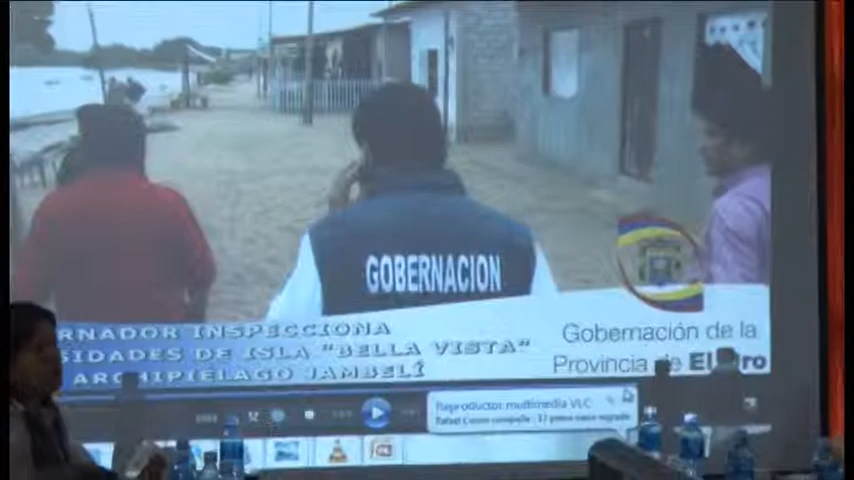 GOBERNACION
RNADOR INSPECCIONA
SIDADES DE ISLA "BELLA VISTA"
ARCHIPIELAGO JAMBELÍ
Gobernación de la
Provincia de El Oro
Reproductor multimedia VLC